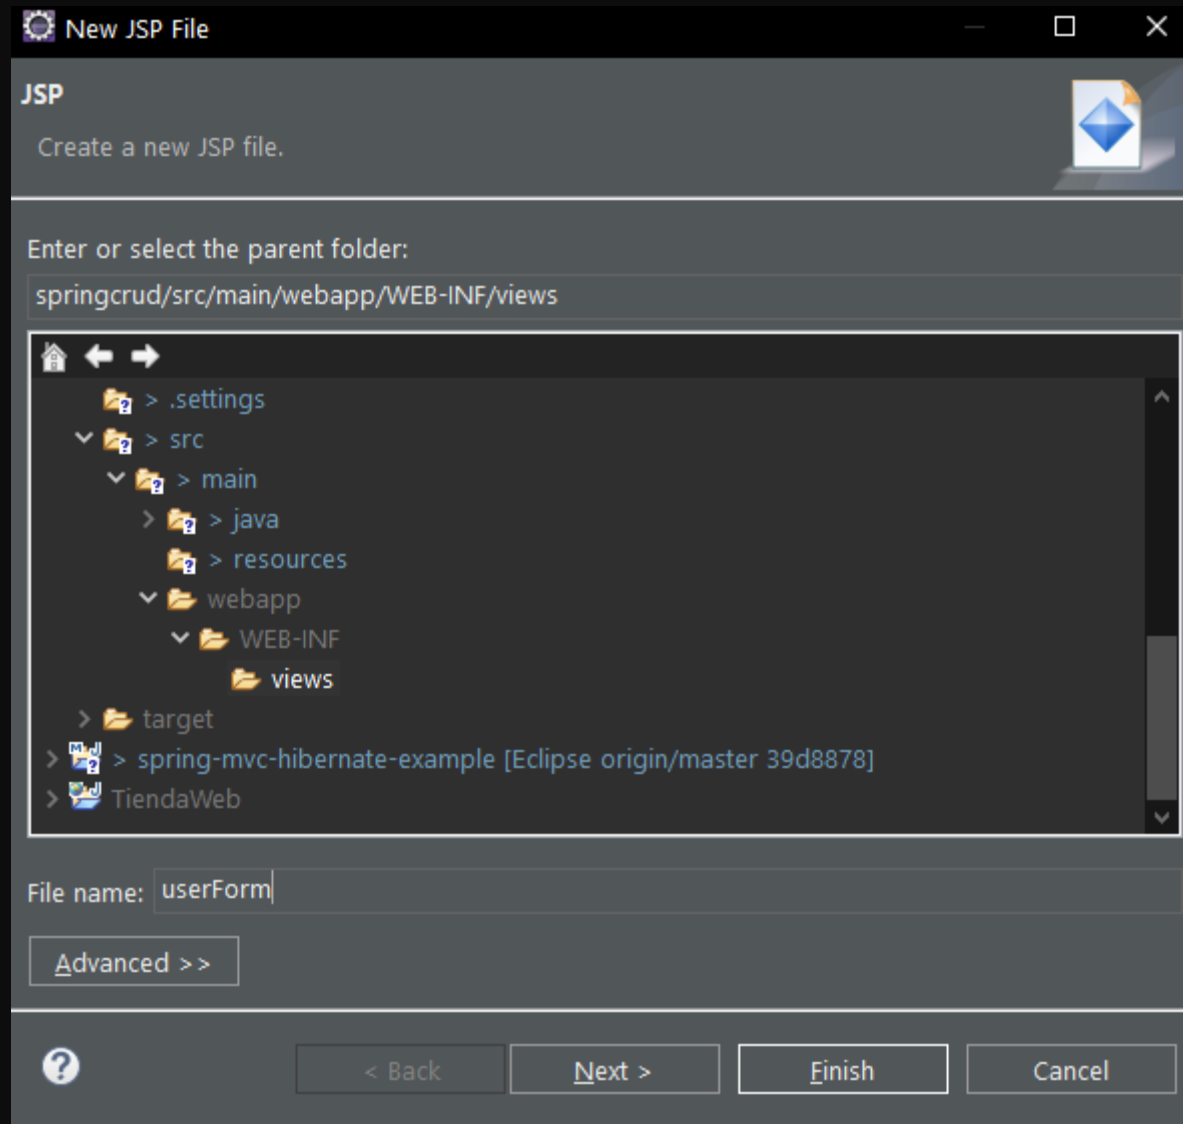 New JSP File
JSP
Create a new JSP file.
Enter or select the parent folder:
springcrud/src/main/webapp/WEB-INF/views
> .settings
> src
> main
> java
> resources
webapp
WEB-INF
views
target
> spring-mvc-hibernate-example [Eclipse origin/master 39d8878]
TiendaWeb
File name: userForm
Advanced >>
< Back Next > Finish Cancel